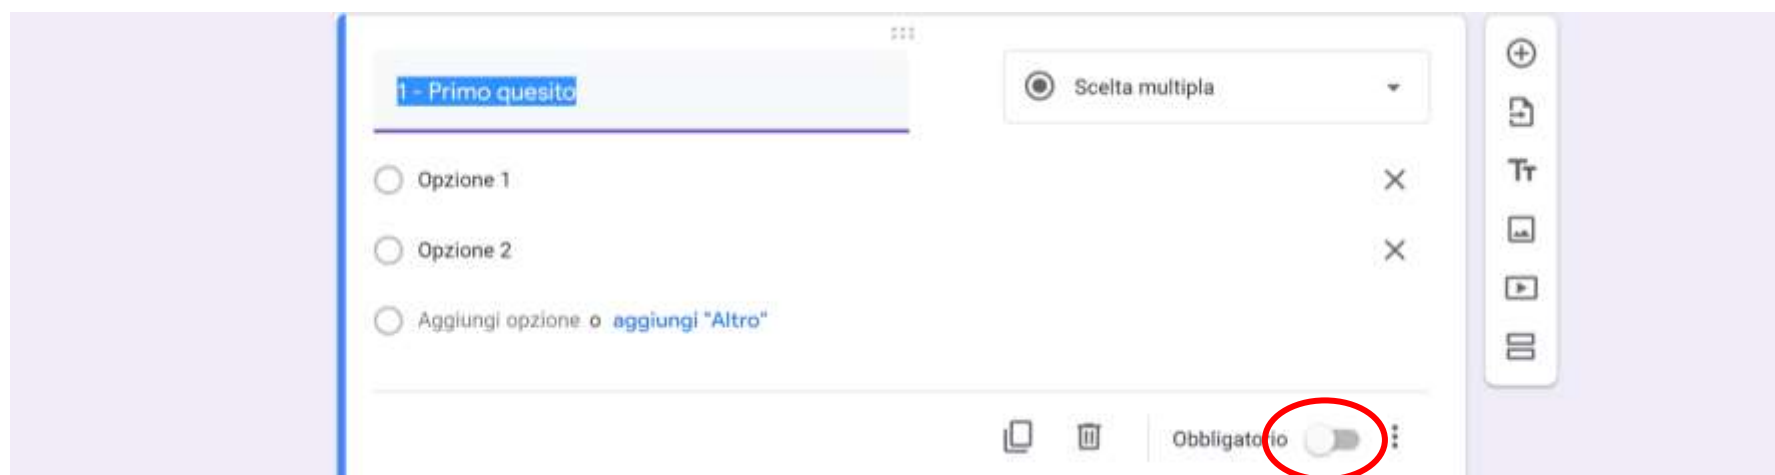 1 - Primo quesito
Scelta multipla
Opzione 1
Opzione 2
Aggiungi opzione o aggiungi "Altro"
Obbligatorio